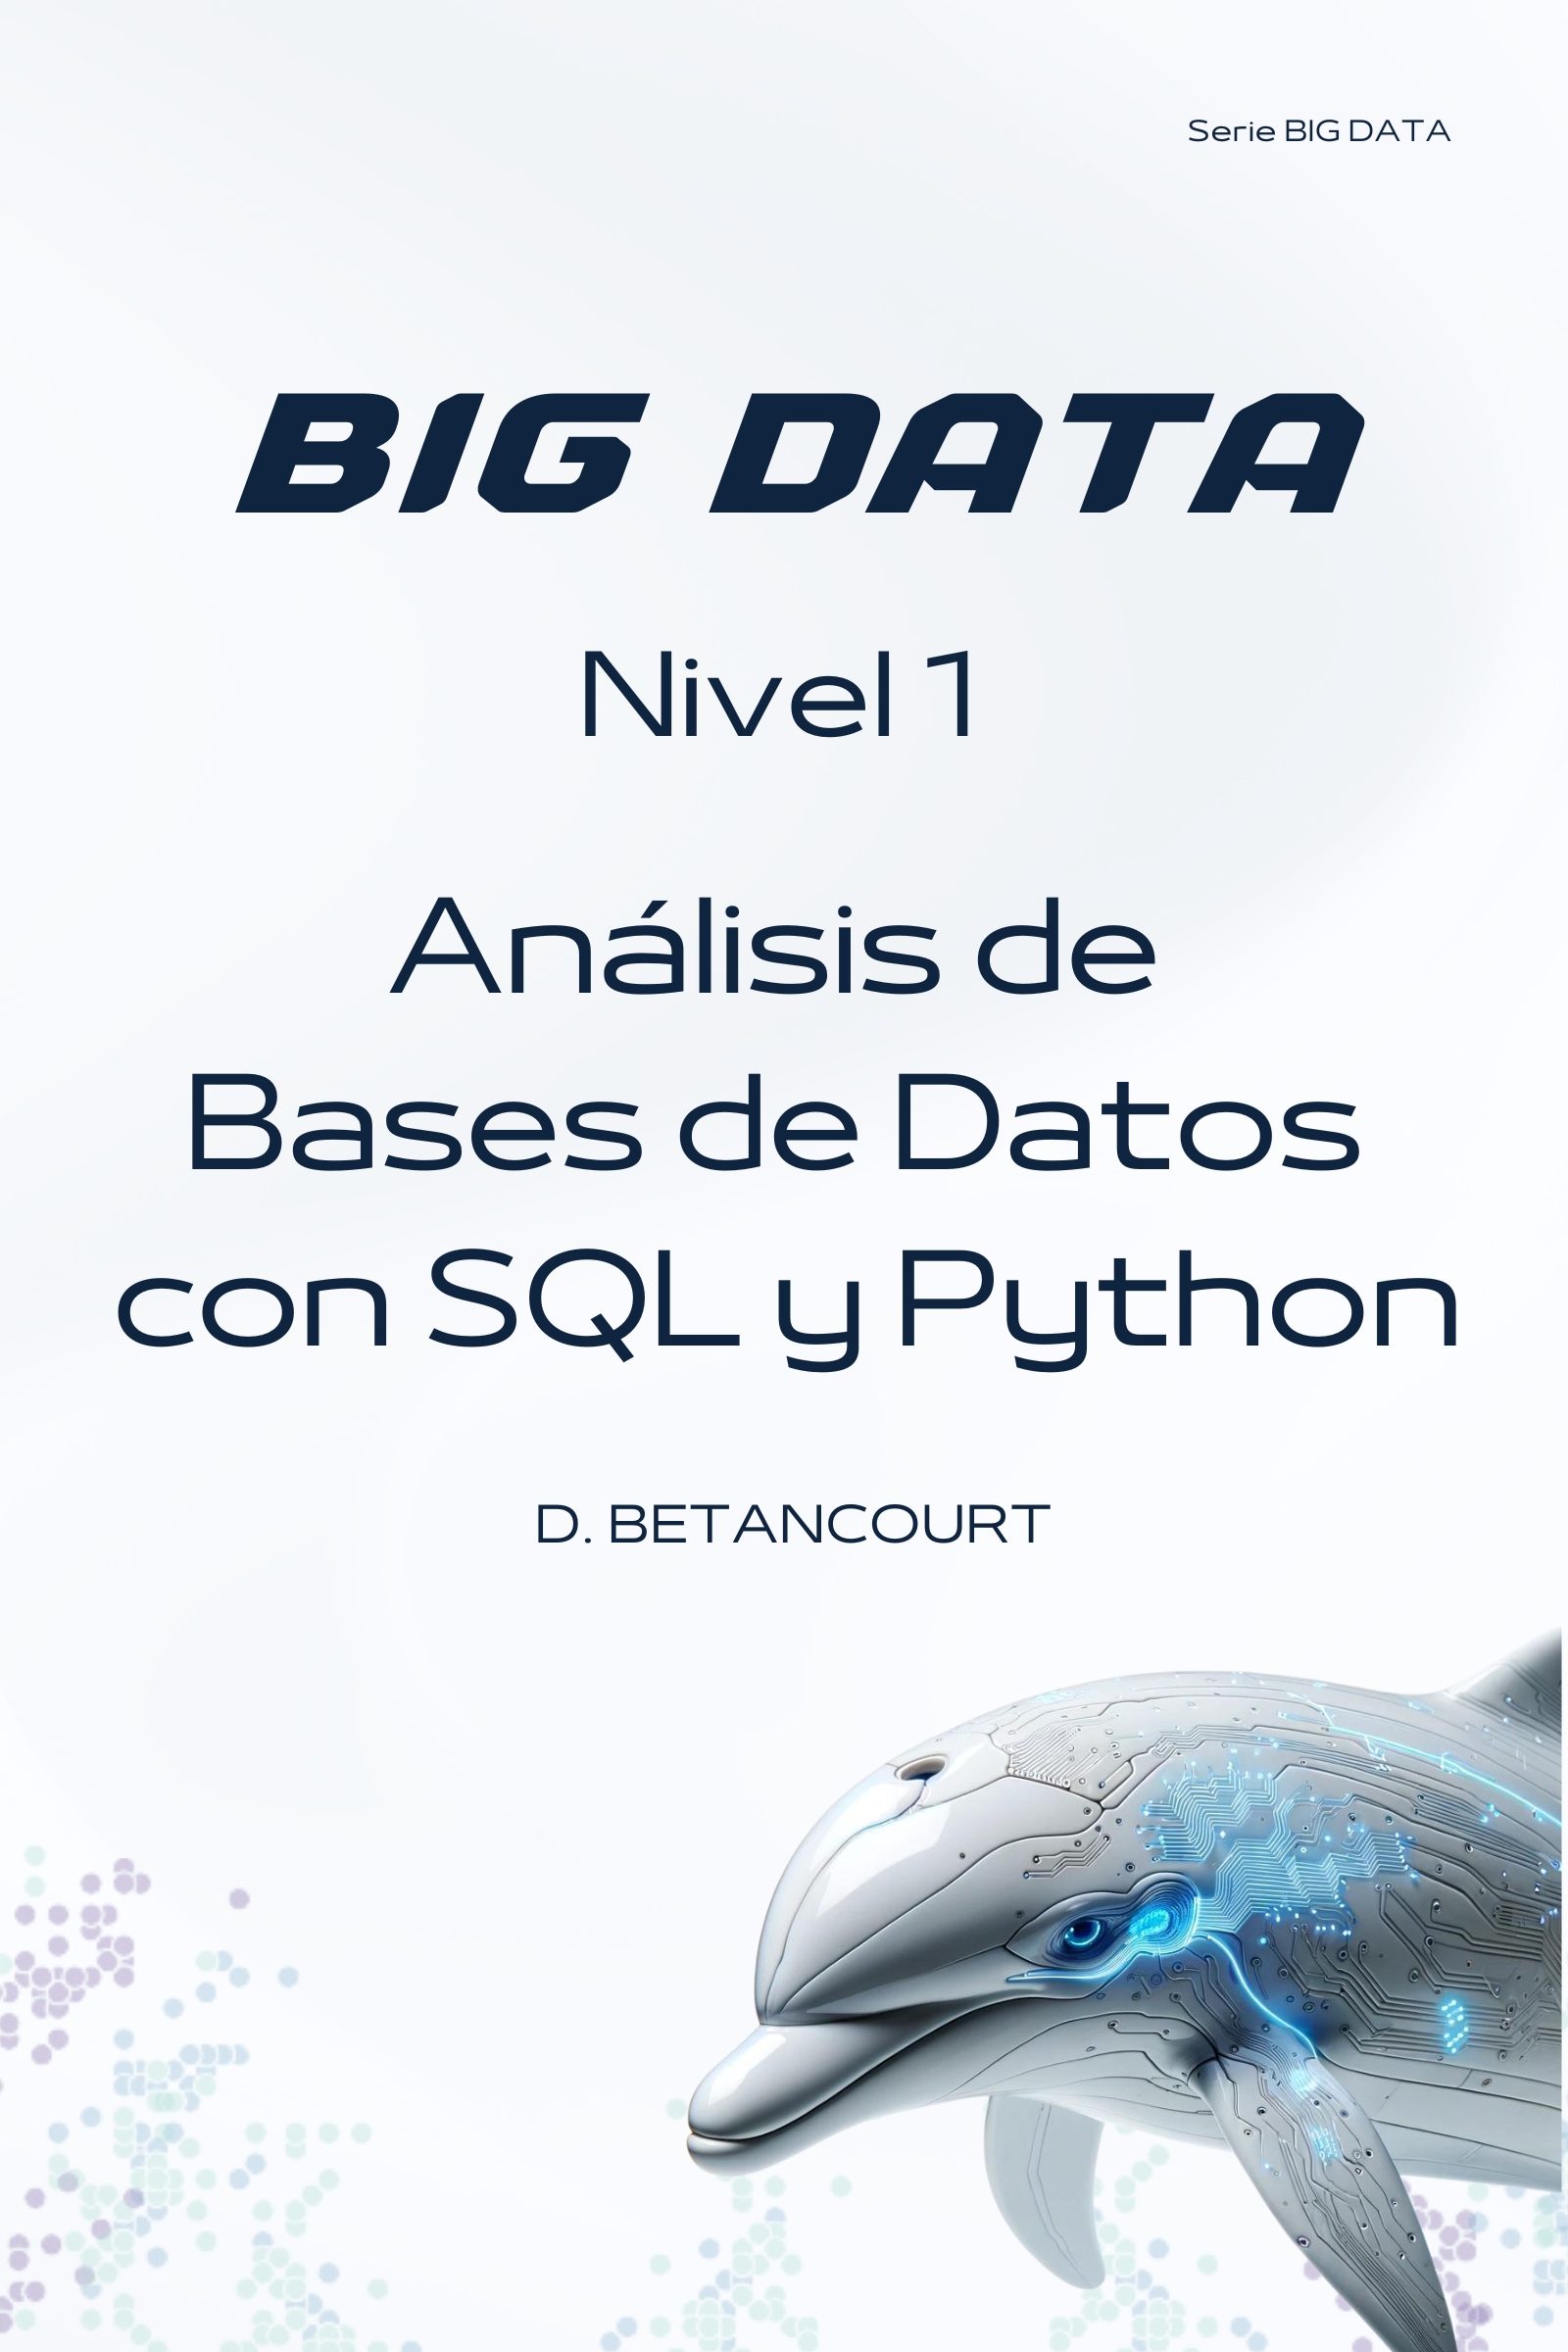 Serie BIG DATA
BIG DATA
Nivel 1
Análisis de
Bases de Datos
con SQL y Python
D. BETANCOURT